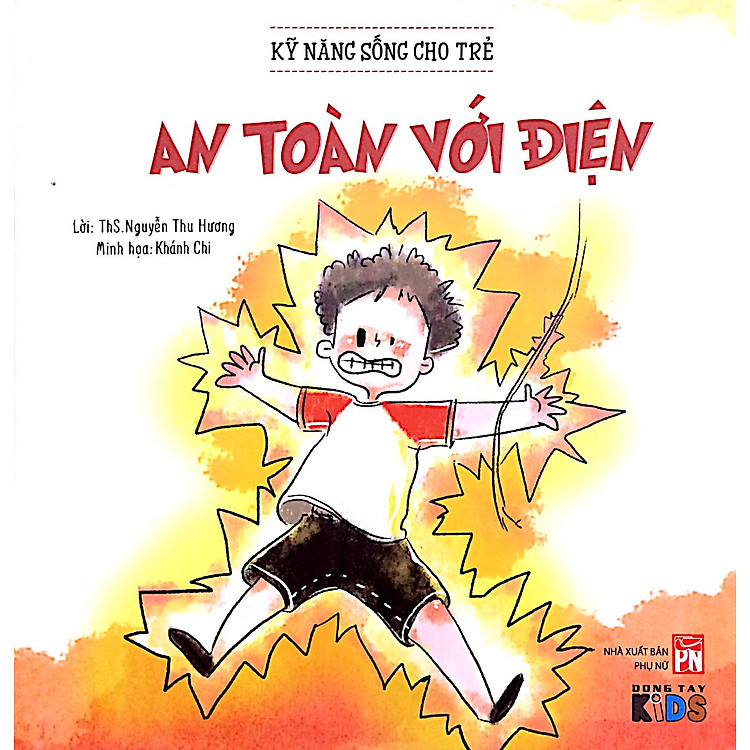 KỸ NĂNG SỐNG CHO TRẺ
AN TOÀN VỚI ĐIỆN
Lời: ThS.Nguyễn Thu Hương
Minh họa: Khánh Chi
NHÀ XUẤT BẢN
PHỤ NỮ
PN
DONG TAY
KiDS